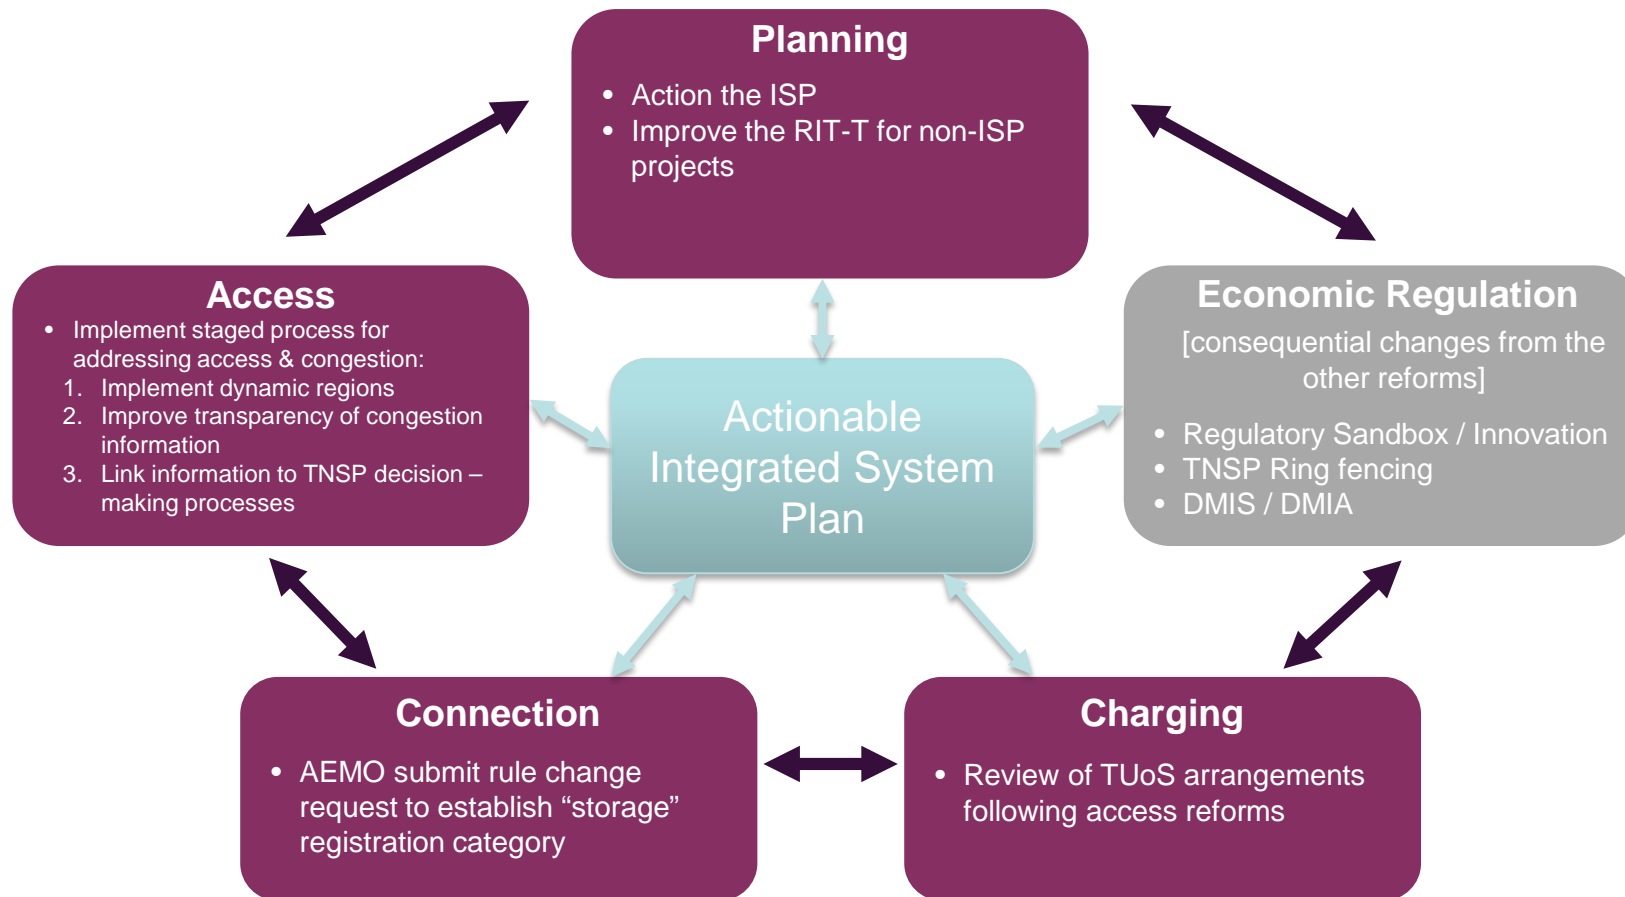 Planning
• Action the ISP
• Improve the RIT-T for non-ISP
projects
Access
• Implement staged process for
addressing access & congestion:
1. Implement dynamic regions
2. Improve transparency of congestion
information
3. Link information to TNSP decision –
making processes
Actionable
Integrated System
Plan
Economic Regulation
[consequential changes from the
other reforms]
• Regulatory Sandbox / Innovation
• TNSP Ring fencing
• DMIS / DMIA
Connection
• AEMO submit rule change
request to establish “storage”
registration category
Charging
• Review of TUoS arrangements
following access reforms